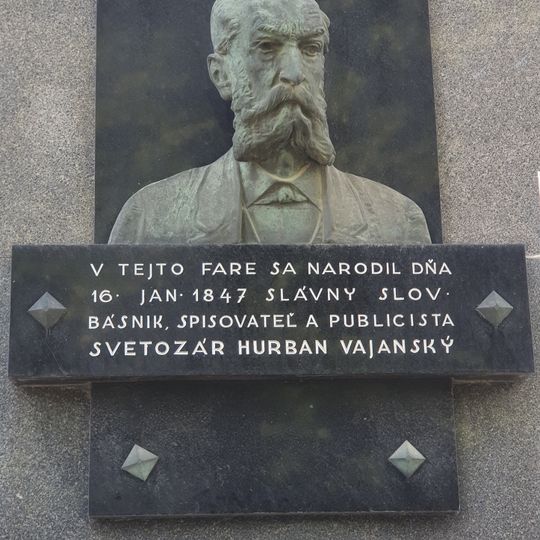 V TEJTO FARE SA NARODIL DŇA
16. JAN. 1847 SLÁVNY SLOV.
BÁSNIK, SPISOVATEĽ A PUBLICISTA
SVETOZÁR HURBAN VAJANSKÝ